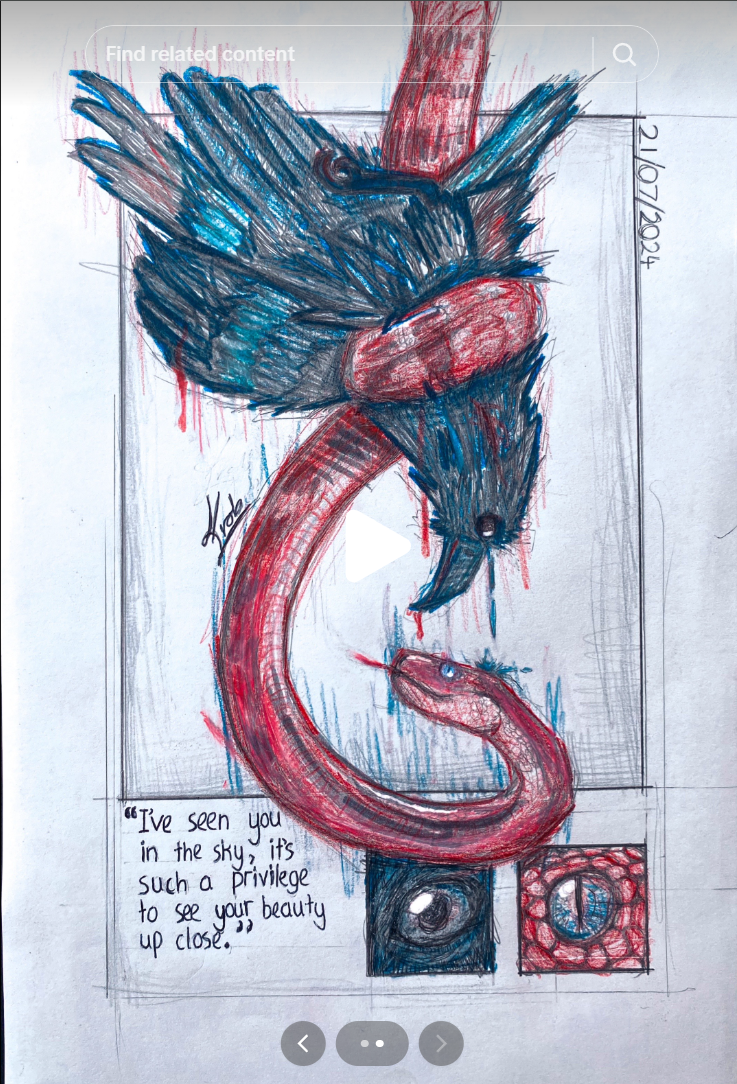 Find related content
21/07/2024
Krob
“I've seen you
in the sky, it's
such a privilege
to see your beauty
up close.”